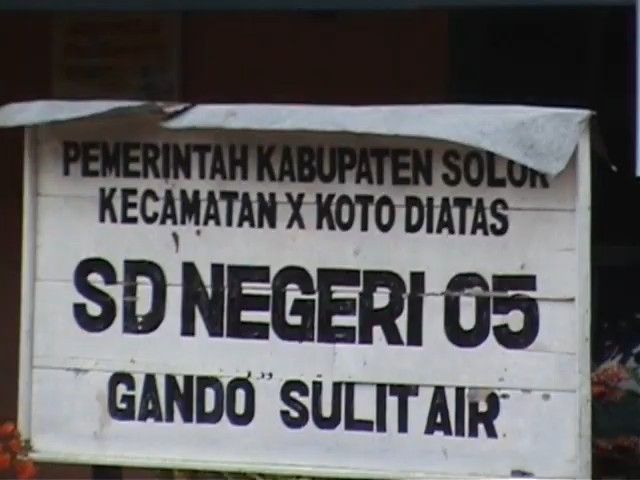 PEMERINTAH KABUPATEN SOLOK
KECAMATAN X KOTO DIATAS
SD NEGERI 05
GANDO SULIT AIR